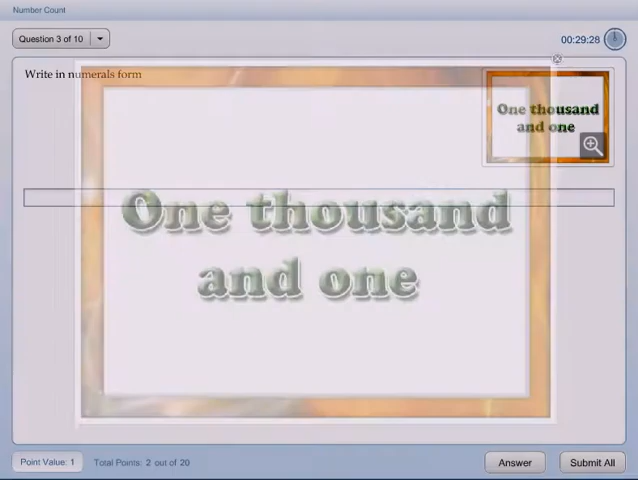 Number Count
Question 3 of 10
00:29:28
Write in numerals form
One thousand
and one
One thousand
and one
Point Value: 1
Total Points: 2 out of 20
Answer
Submit All